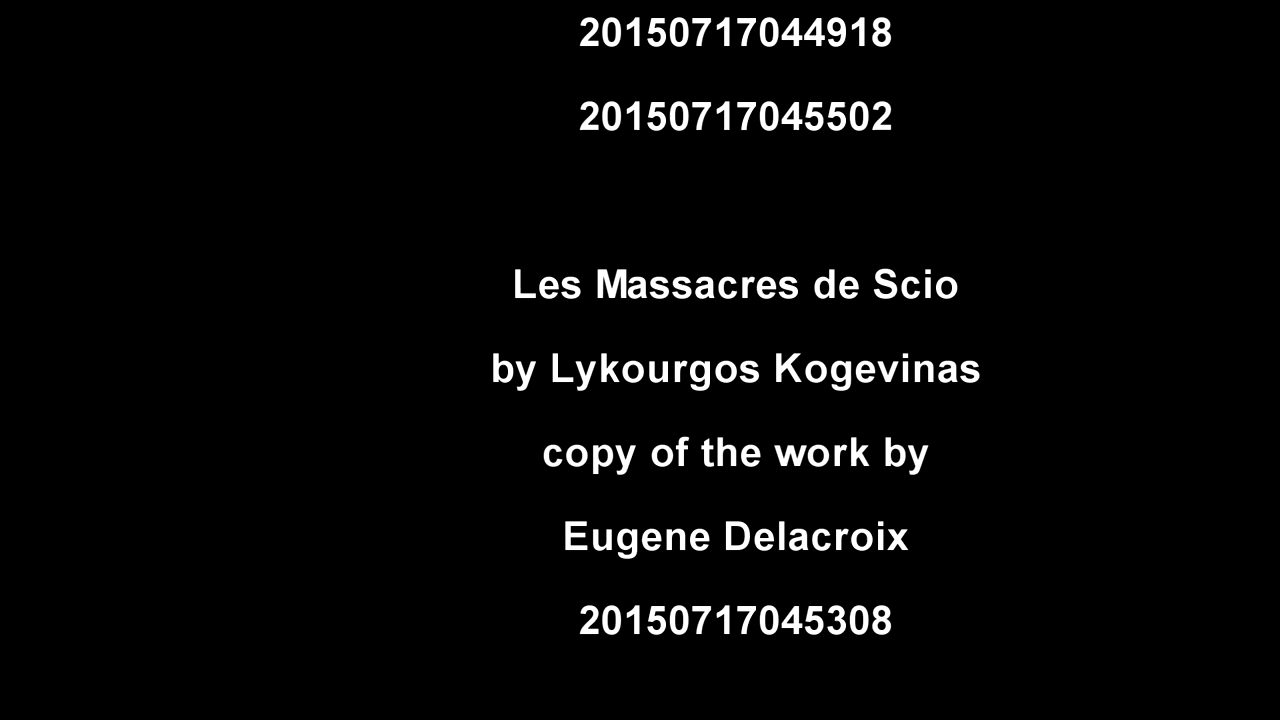 20150717044918
20150717045502
Les Massacres de Scio
by Lykourgos Kogevinas
copy of the work by
Eugene Delacroix
20150717045308